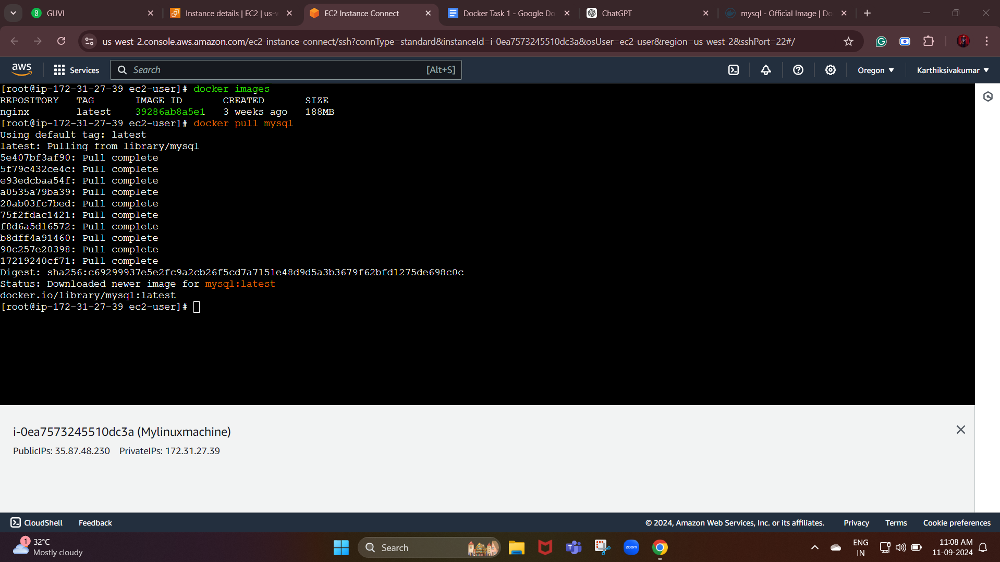 GUVI
Instance details | EC2 | us-w
EC2 Instance Connect
Docker Task 1 - Google Do
ChatGPT
mysql - Official Image | Do
us-west-2.console.aws.amazon.com/ec2-instance-connect/ssh?connType=standard&instanceId=i-0ea7573245510dc3a&osUser=ec2-user&region=us-west-2&sshPort=22#/
aws
Services
Search
[Alt+S]
Oregon
Karthiksivakumar
[root@ip-172-31-27-39 ec2-user]# docker images
REPOSITORY TAG IMAGE ID CREATED SIZE
nginx latest 39286ab8a5e1 3 weeks ago 188MB
[root@ip-172-31-27-39 ec2-user]# docker pull mysql
Using default tag: latest
latest: Pulling from library/mysql
5e407bf3af90: Pull complete
5f79c432ce4c: Pull complete
e93edcbaa54f: Pull complete
a0535a79ba39: Pull complete
20ab03fc7bed: Pull complete
75f2fdac1421: Pull complete
f8d6a5d16572: Pull complete
b8dff4a91460: Pull complete
90c257e20398: Pull complete
17219240cf71: Pull complete
Digest: sha256:c69299937e5e2fc9a2cb26f5cd7a7151e48d9d5a3b3679f62bfd1275de698c0c
Status: Downloaded newer image for mysql:latest
docker.io/library/mysql:latest
[root@ip-172-31-27-39 ec2-user]#
i-0ea7573245510dc3a (Mylinuxmachine)
PublicIPs: 35.87.48.230 PrivateIPs: 172.31.27.39
CloudShell
Feedback
© 2024, Amazon Web Services, Inc. or its affiliates.
Privacy
Terms
Cookie preferences
1
32°C
Mostly cloudy
Search
zoom
ENG
IN
11:08 AM
11-09-2024